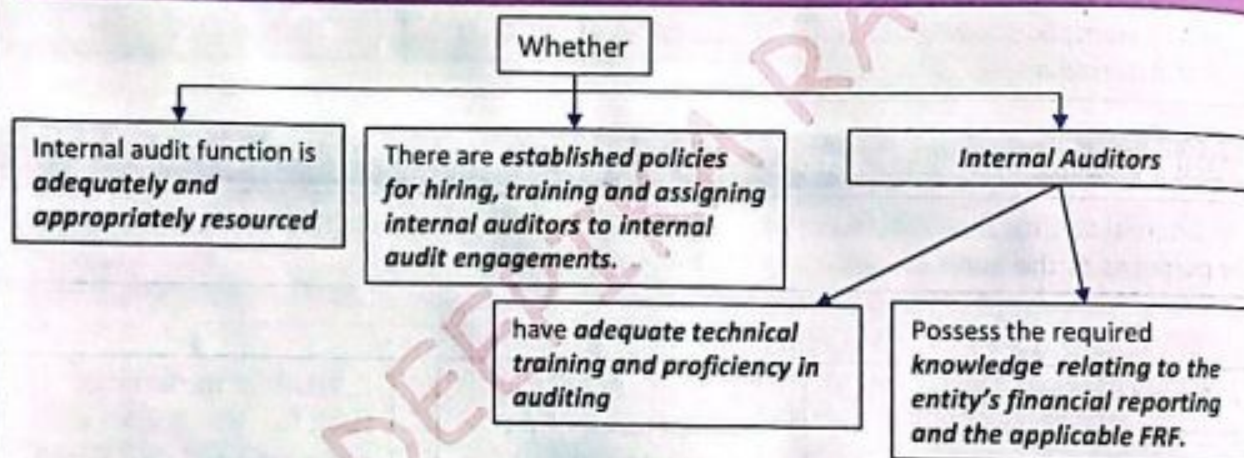 Whether
Internal audit function is
adequately and
appropriately resourced
There are established policies
for hiring, training and assigning
internal auditors to internal
audit engagements.
Internal Auditors
have adequate technical
training and proficiency in
auditing
Possess the required
knowledge relating to the
entity's financial reporting
and the applicable FRF.